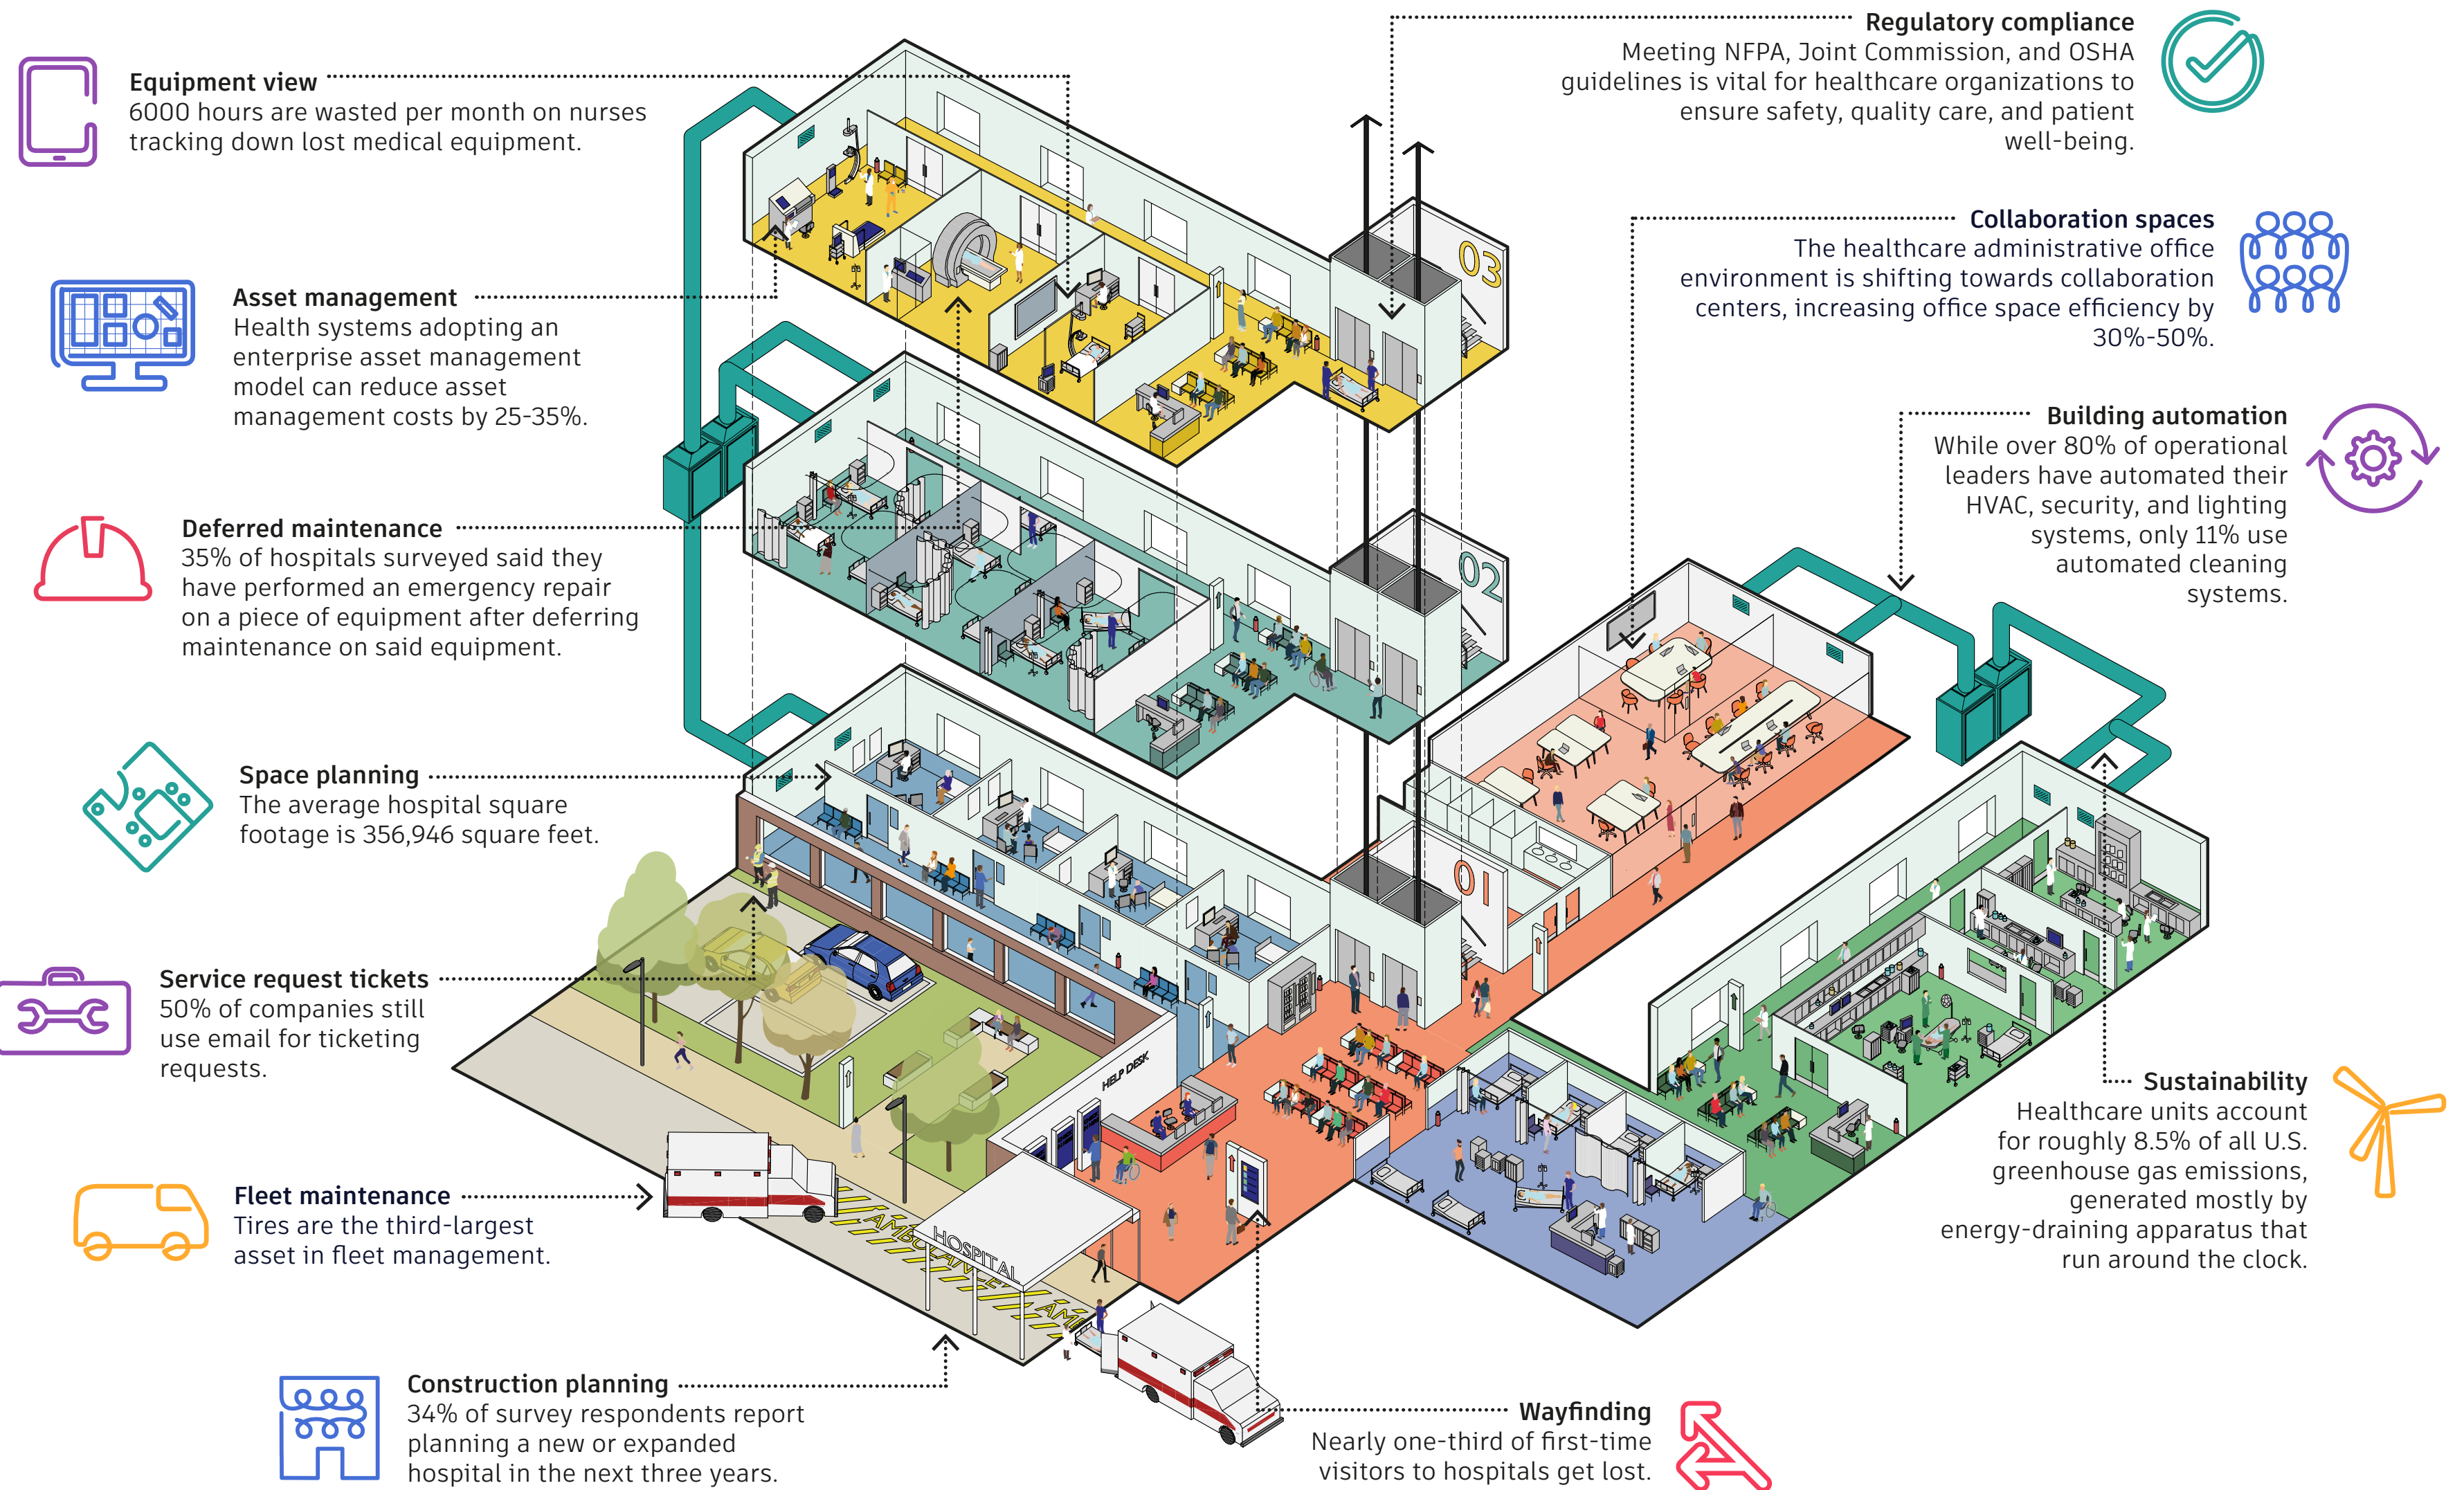 Equipment view
6000 hours are wasted per month on nurses
tracking down lost medical equipment.
Asset management
Health systems adopting an
enterprise asset management
model can reduce asset
management costs by 25-35%.
Deferred maintenance
35% of hospitals surveyed said they
have performed an emergency repair
on a piece of equipment after deferring
maintenance on said equipment.
Space planning
The average hospital square
footage is 356,946 square feet.
Service request tickets
50% of companies still
use email for ticketing
requests.
Fleet maintenance
Tires are the third-largest
asset in fleet management.
Construction planning
34% of survey respondents report
planning a new or expanded
hospital in the next three years.
03
02
01
HELP DESK
HOSPITAL
AMBULANCE
AMB
Regulatory compliance
Meeting NFPA, Joint Commission, and OSHA
guidelines is vital for healthcare organizations to
ensure safety, quality care, and patient
well-being.
Collaboration spaces
The healthcare administrative office
environment is shifting towards collaboration
centers, increasing office space efficiency by
30%-50%.
Building automation
While over 80% of operational
leaders have automated their
HVAC, security, and lighting
systems, only 11% use
automated cleaning
systems.
Sustainability
Healthcare units account
for roughly 8.5% of all U.S.
greenhouse gas emissions,
generated mostly by
energy-draining apparatus that
run around the clock.
Wayfinding
Nearly one-third of first-time
visitors to hospitals get lost.